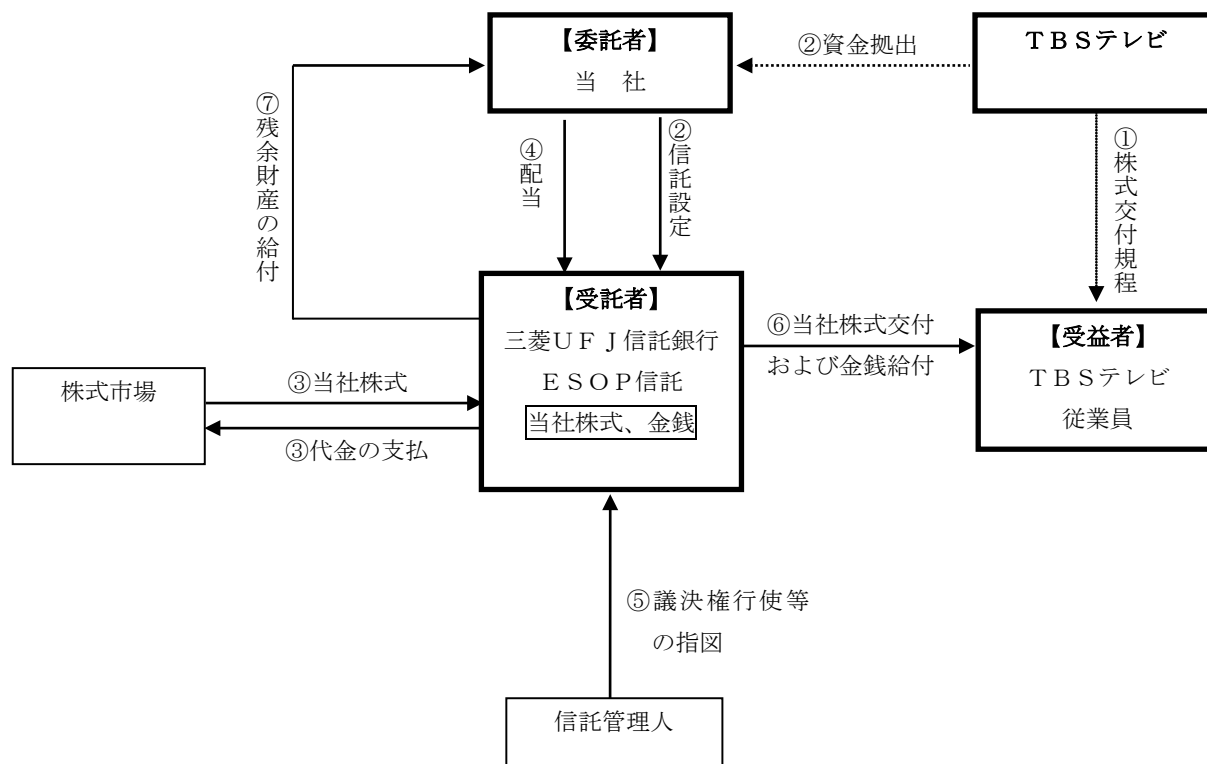 【委託者】
当 社
②資金拠出
ＴＢＳテレビ
⑦残余財産の給付
④配当
②信託設定
①株式交付規程
【受託者】
三菱ＵＦＪ信託銀行
ＥＳＯＰ信託
当社株式、金銭
⑥当社株式交付
および金銭給付
【受益者】
ＴＢＳテレビ
従業員
株式市場
③当社株式
③代金の支払
⑤議決権行使等
の指図
信託管理人